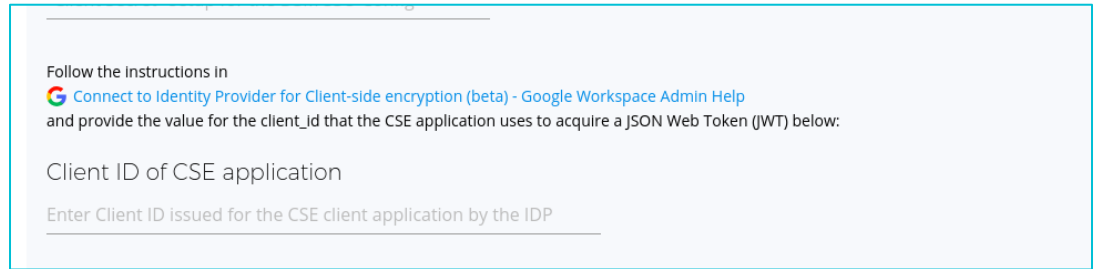 Follow the instructions in
Connect to Identity Provider for Client-side encryption (beta) - Google Workspace Admin Help
and provide the value for the client_id that the CSE application uses to acquire a JSON Web Token (JWT) below:
Client ID of CSE application
Enter Client ID issued for the CSE client application by the IDP